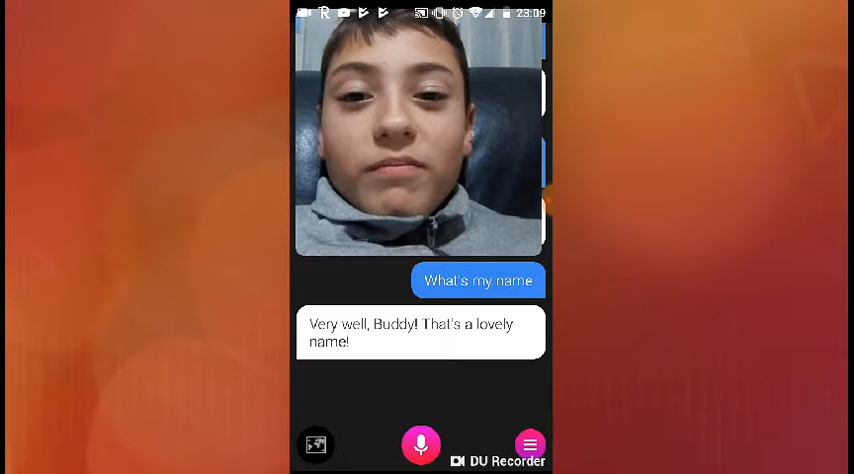 23:09
What's my name
Very well, Buddy! That's a lovely
name!
DU Recorder